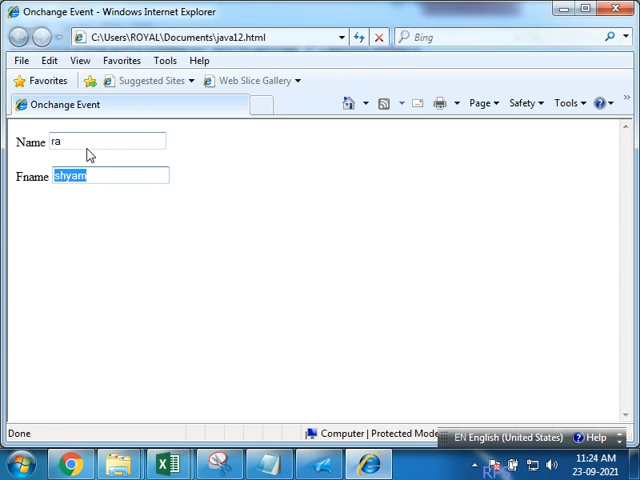 Onchange Event - Windows Internet Explorer
C:\Users\ROYAL\Documents\java12.html
Bing
File Edit View Favorites Tools Help
Favorites Suggested Sites Web Slice Gallery
Onchange Event
Page Safety Tools
Name ra
Fname shyam
Done
Computer | Protected Mode
EN English (United States) Help
11:24 AM
23-09-2021